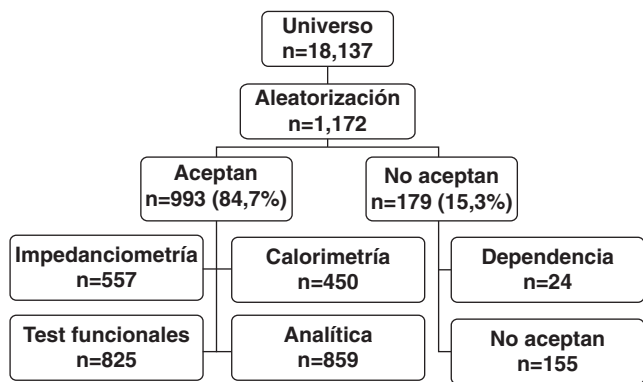 Universo
n=18,137
Aleatorización
n=1,172
Aceptan
n=993 (84,7%)
No aceptan
n=179 (15,3%)
Impedanciometría
n=557
Calorimetría
n=450
Dependencia
n=24
Test funcionales
n=825
Analítica
n=859
No aceptan
n=155